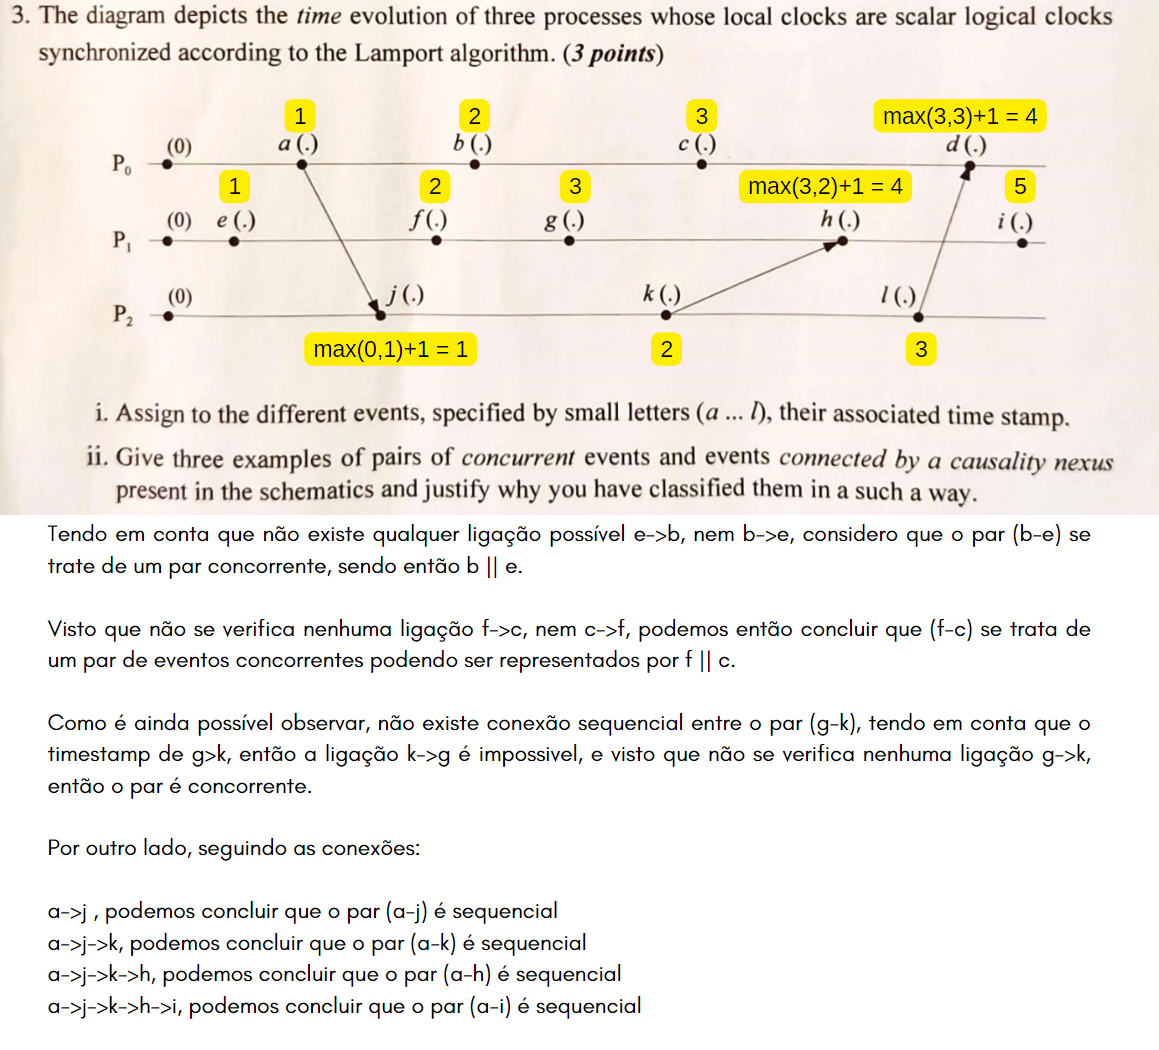 3. The diagram depicts the time evolution of three processes whose local clocks are scalar logical clocks
synchronized according to the Lamport algorithm. (3 points)
1 2 3 max(3,3)+1 = 4
P0 (0) a (.) b (.) c (.) d (.)
1 2 3 max(3,2)+1 = 4 5
P1 (0) e (.) f (.) g (.) h (.) i (.)
P2 (0) j (.) k (.) l (.)
max(0,1)+1 = 1 2 3
i. Assign to the different events, specified by small letters (a ... l), their associated time stamp.
ii. Give three examples of pairs of concurrent events and events connected by a causality nexus
present in the schematics and justify why you have classified them in a such a way.
Tendo em conta que não existe qualquer ligação possível e->b, nem b->e, considero que o par (b-e) se
trate de um par concorrente, sendo então b || e.
Visto que não se verifica nenhuma ligação f->c, nem c->f, podemos então concluir que (f-c) se trata de
um par de eventos concorrentes podendo ser representados por f || c.
Como é ainda possível observar, não existe conexão sequencial entre o par (g-k), tendo em conta que o
timestamp de g>k, então a ligação k->g é impossivel, e visto que não se verifica nenhuma ligação g->k,
então o par é concorrente.
Por outro lado, seguindo as conexões:
a->j , podemos concluir que o par (a-j) é sequencial
a->j->k, podemos concluir que o par (a-k) é sequencial
a->j->k->h, podemos concluir que o par (a-h) é sequencial
a->j->k->h->i, podemos concluir que o par (a-i) é sequencial